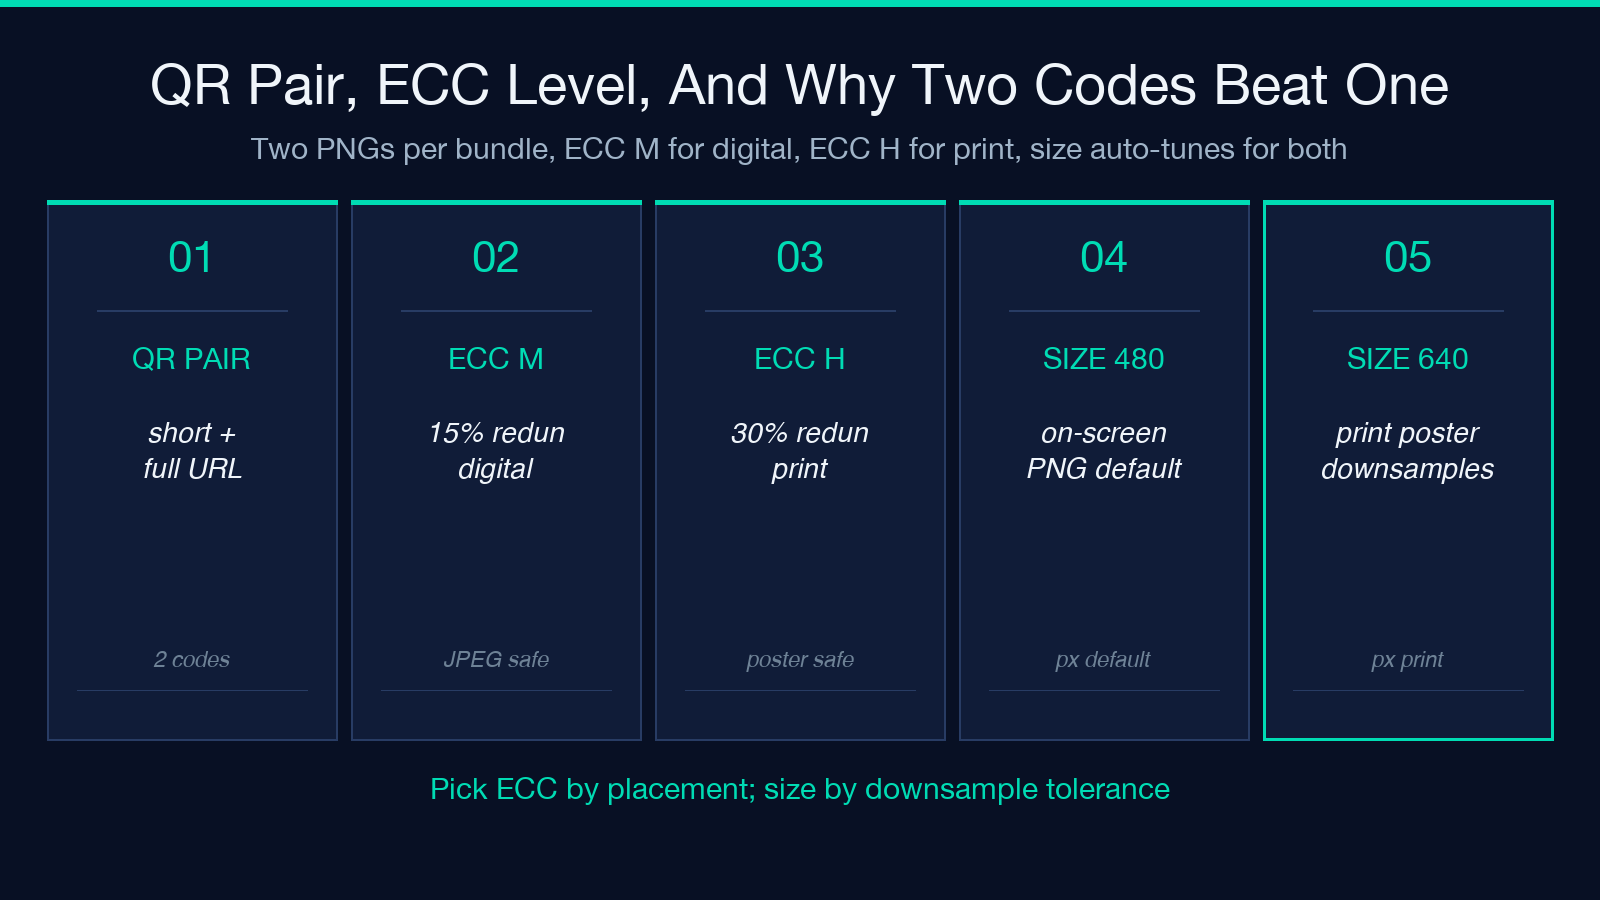 QR Pair, ECC Level, And Why Two Codes Beat One
Two PNGs per bundle, ECC M for digital, ECC H for print, size auto-tunes for both
01
QR PAIR
short +
full URL
2 codes
02
ECC M
15% redun
digital
JPEG safe
03
ECC H
30% redun
print
poster safe
04
SIZE 480
on-screen
PNG default
px default
05
SIZE 640
print poster
downsamples
px print
Pick ECC by placement; size by downsample tolerance